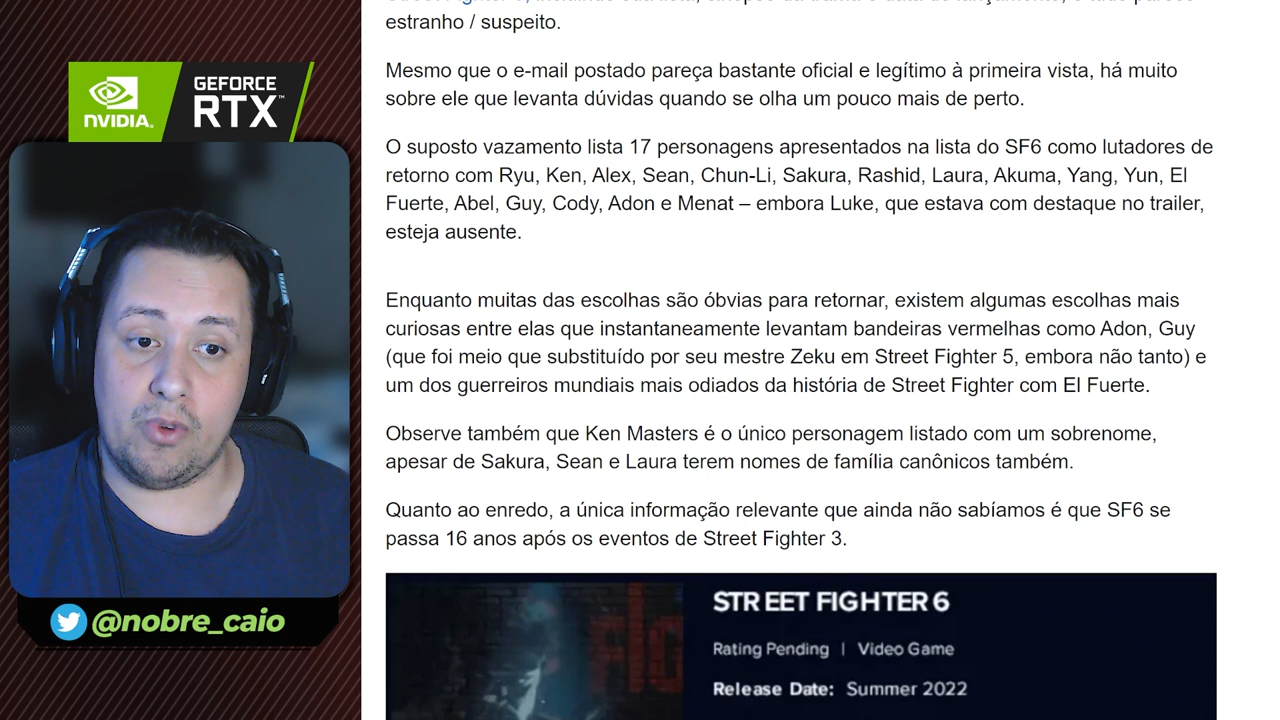 estranho / suspeito.
Mesmo que o e-mail postado pareça bastante oficial e legítimo à primeira vista, há muito
sobre ele que levanta dúvidas quando se olha um pouco mais de perto.
O suposto vazamento lista 17 personagens apresentados na lista do SF6 como lutadores de
retorno com Ryu, Ken, Alex, Sean, Chun-Li, Sakura, Rashid, Laura, Akuma, Yang, Yun, El
Fuerte, Abel, Guy, Cody, Adon e Menat – embora Luke, que estava com destaque no trailer,
esteja ausente.
Enquanto muitas das escolhas são óbvias para retornar, existem algumas escolhas mais
curiosas entre elas que instantaneamente levantam bandeiras vermelhas como Adon, Guy
(que foi meio que substituído por seu mestre Zeku em Street Fighter 5, embora não tanto) e
um dos guerreiros mundiais mais odiados da história de Street Fighter com El Fuerte.
Observe também que Ken Masters é o único personagem listado com um sobrenome,
apesar de Sakura, Sean e Laura terem nomes de família canônicos também.
Quanto ao enredo, a única informação relevante que ainda não sabíamos é que SF6 se
passa 16 anos após os eventos de Street Fighter 3.
STREET FIGHTER 6
Rating Pending | Video Game
Release Date: Summer 2022
NVIDIA.
GEFORCE
RTX™
@nobre_caio